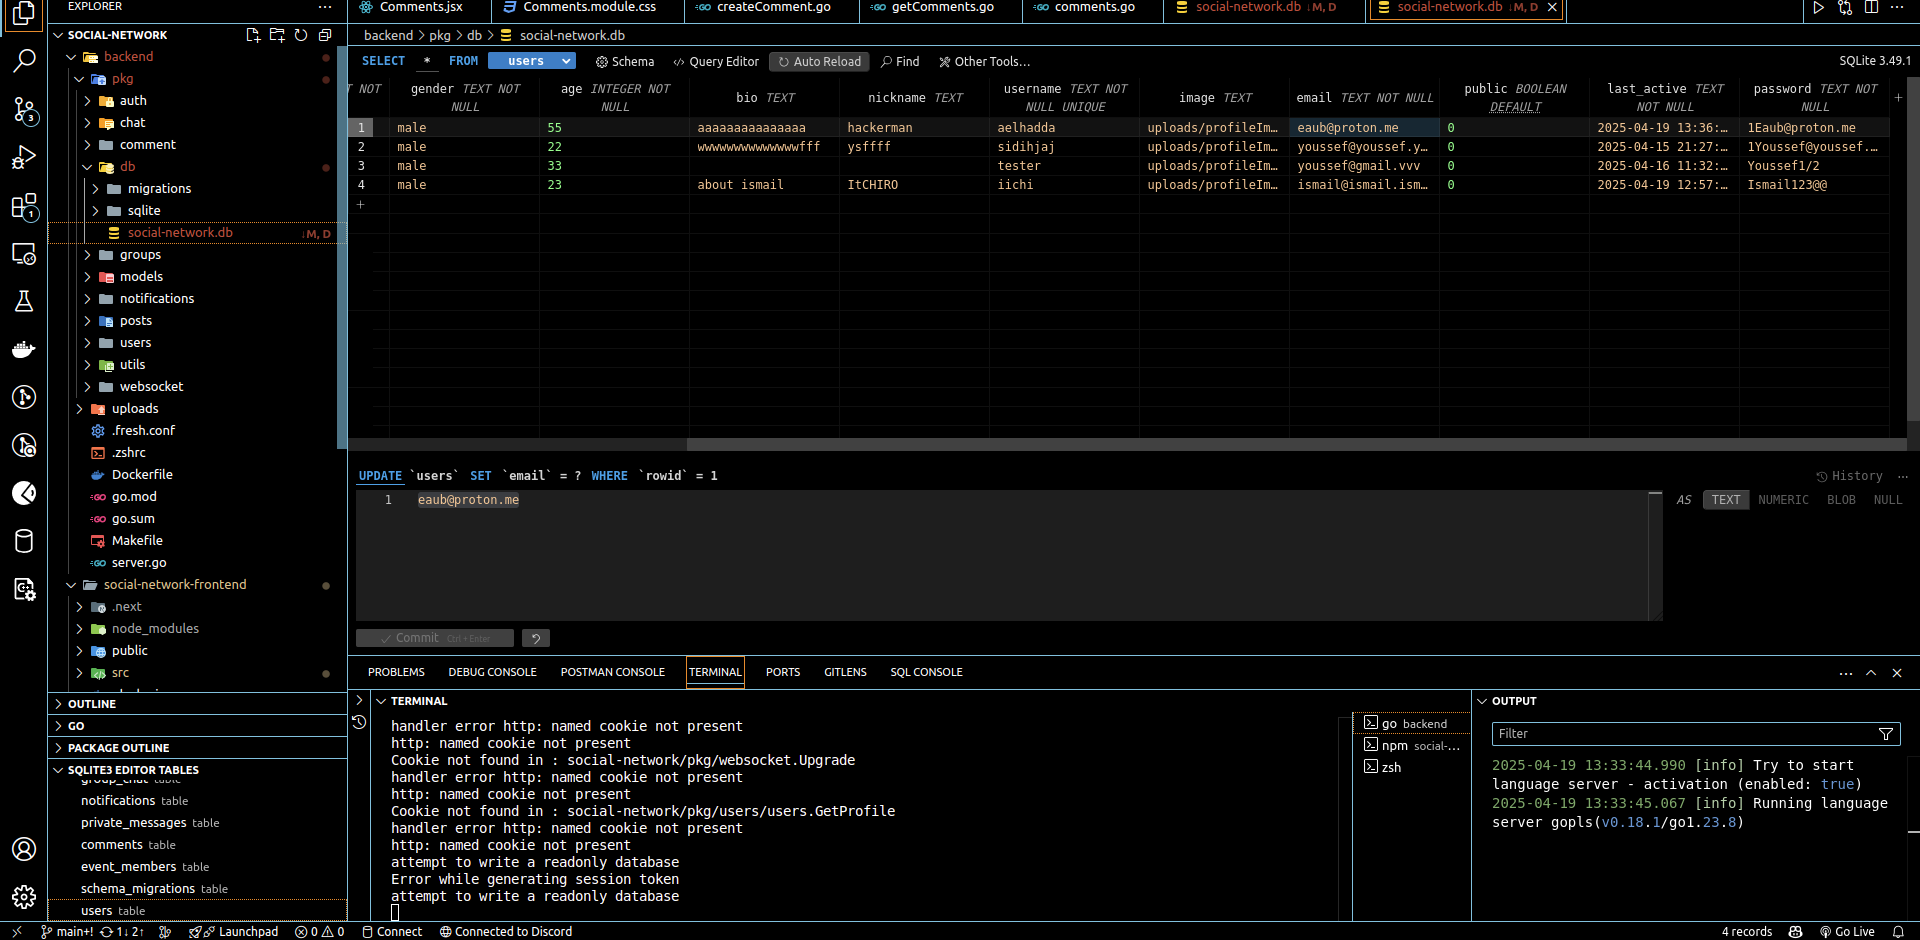 EXPLORER
SOCIAL-NETWORK
backend
pkg
auth
chat
comment
db
migrations
sqlite
social-network.db ↓M, D
groups
models
notifications
posts
users
utils
websocket
uploads
.fresh.conf
.zshrc
Dockerfile
go.mod
go.sum
Makefile
server.go
social-network-frontend
.next
node_modules
public
src
OUTLINE
GO
PACKAGE OUTLINE
SQLITE3 EDITOR TABLES
group_chat table
notifications table
private_messages table
comments table
event_members table
schema_migrations table
users table
Comments.jsx Comments.module.css createComment.go getComments.go comments.go social-network.db ↓M, D social-network.db ↓M, D
backend > pkg > db > social-network.db
SELECT * FROM users Schema Query Editor Auto Reload Find Other Tools... SQLite 3.49.1
T NOT gender TEXT NOT NULL age INTEGER NOT NULL bio TEXT nickname TEXT username TEXT NOT NULL UNIQUE image TEXT email TEXT NOT NULL public BOOLEAN DEFAULT last_active TEXT NOT NULL password TEXT NOT NULL +
1 male 55 aaaaaaaaaaaaaaa hackerman aelhadda uploads/profileIm… eaub@proton.me 0 2025-04-19 13:36:… 1Eaub@proton.me
2 male 22 wwwwwwwwwwwwwwfff ysffff sidihjaj uploads/profileIm… youssef@youssef.y… 0 2025-04-15 21:27:… 1Youssef@youssef.…
3 male 33 tester uploads/profileIm… youssef@gmail.vvv 0 2025-04-16 11:32:… Youssef1/2
4 male 23 about ismail ItCHIRO iichi uploads/profileIm… ismail@ismail.ism… 0 2025-04-19 12:57:… Ismail123@@
+
UPDATE `users` SET `email` = ? WHERE `rowid` = 1 History ...
1 eaub@proton.me
AS TEXT NUMERIC BLOB NULL
Commit Ctrl+Enter
PROBLEMS DEBUG CONSOLE POSTMAN CONSOLE TERMINAL PORTS GITLENS SQL CONSOLE
TERMINAL
handler error http: named cookie not present
http: named cookie not present
Cookie not found in : social-network/pkg/websocket.Upgrade
handler error http: named cookie not present
http: named cookie not present
Cookie not found in : social-network/pkg/users/users.GetProfile
handler error http: named cookie not present
http: named cookie not present
attempt to write a readonly database
Error while generating session token
attempt to write a readonly database
go backend
npm social-...
zsh
OUTPUT
Filter
2025-04-19 13:33:44.990 [info] Try to start
language server - activation (enabled: true)
2025-04-19 13:33:45.067 [info] Running language
server gopls(v0.18.1/go1.23.8)
3
1
main+! 1↓ 2↑ Launchpad 0 0 Connect Connected to Discord 4 records Go Live